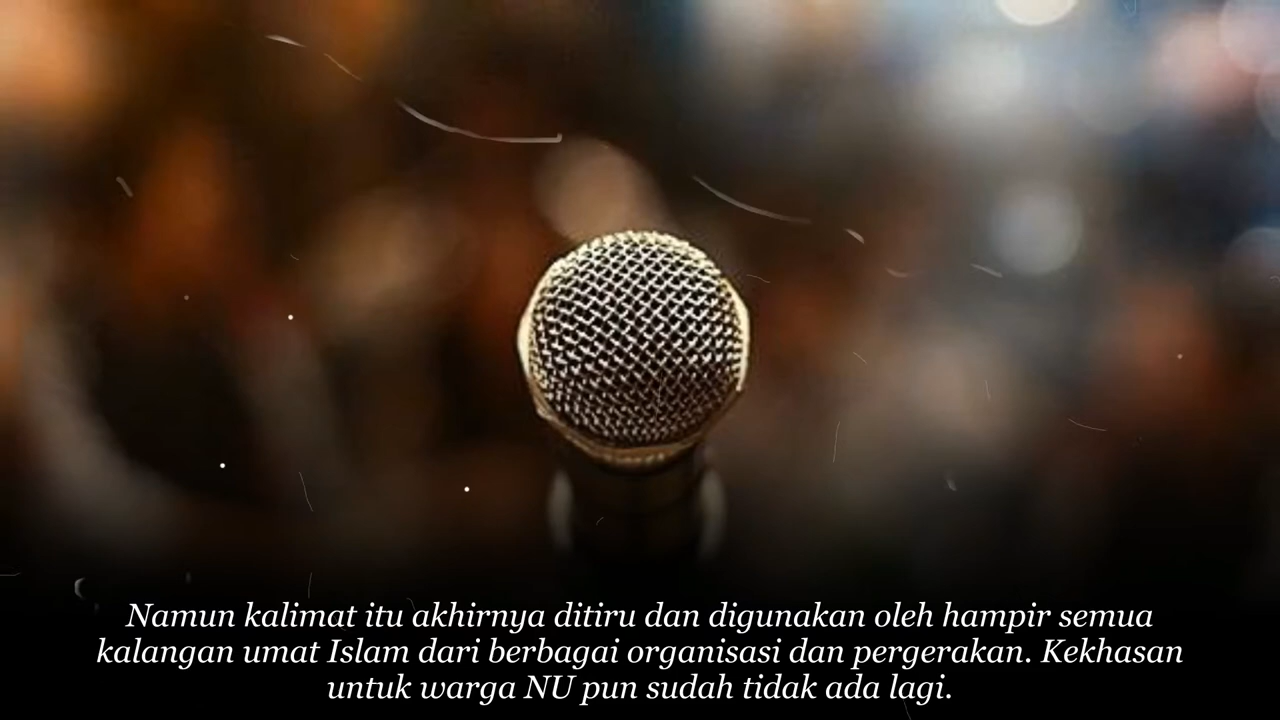 Namun kalimat itu akhirnya ditiru dan digunakan oleh hampir semua
kalangan umat Islam dari berbagai organisasi dan pergerakan. Kekhasan
untuk warga NU pun sudah tidak ada lagi.